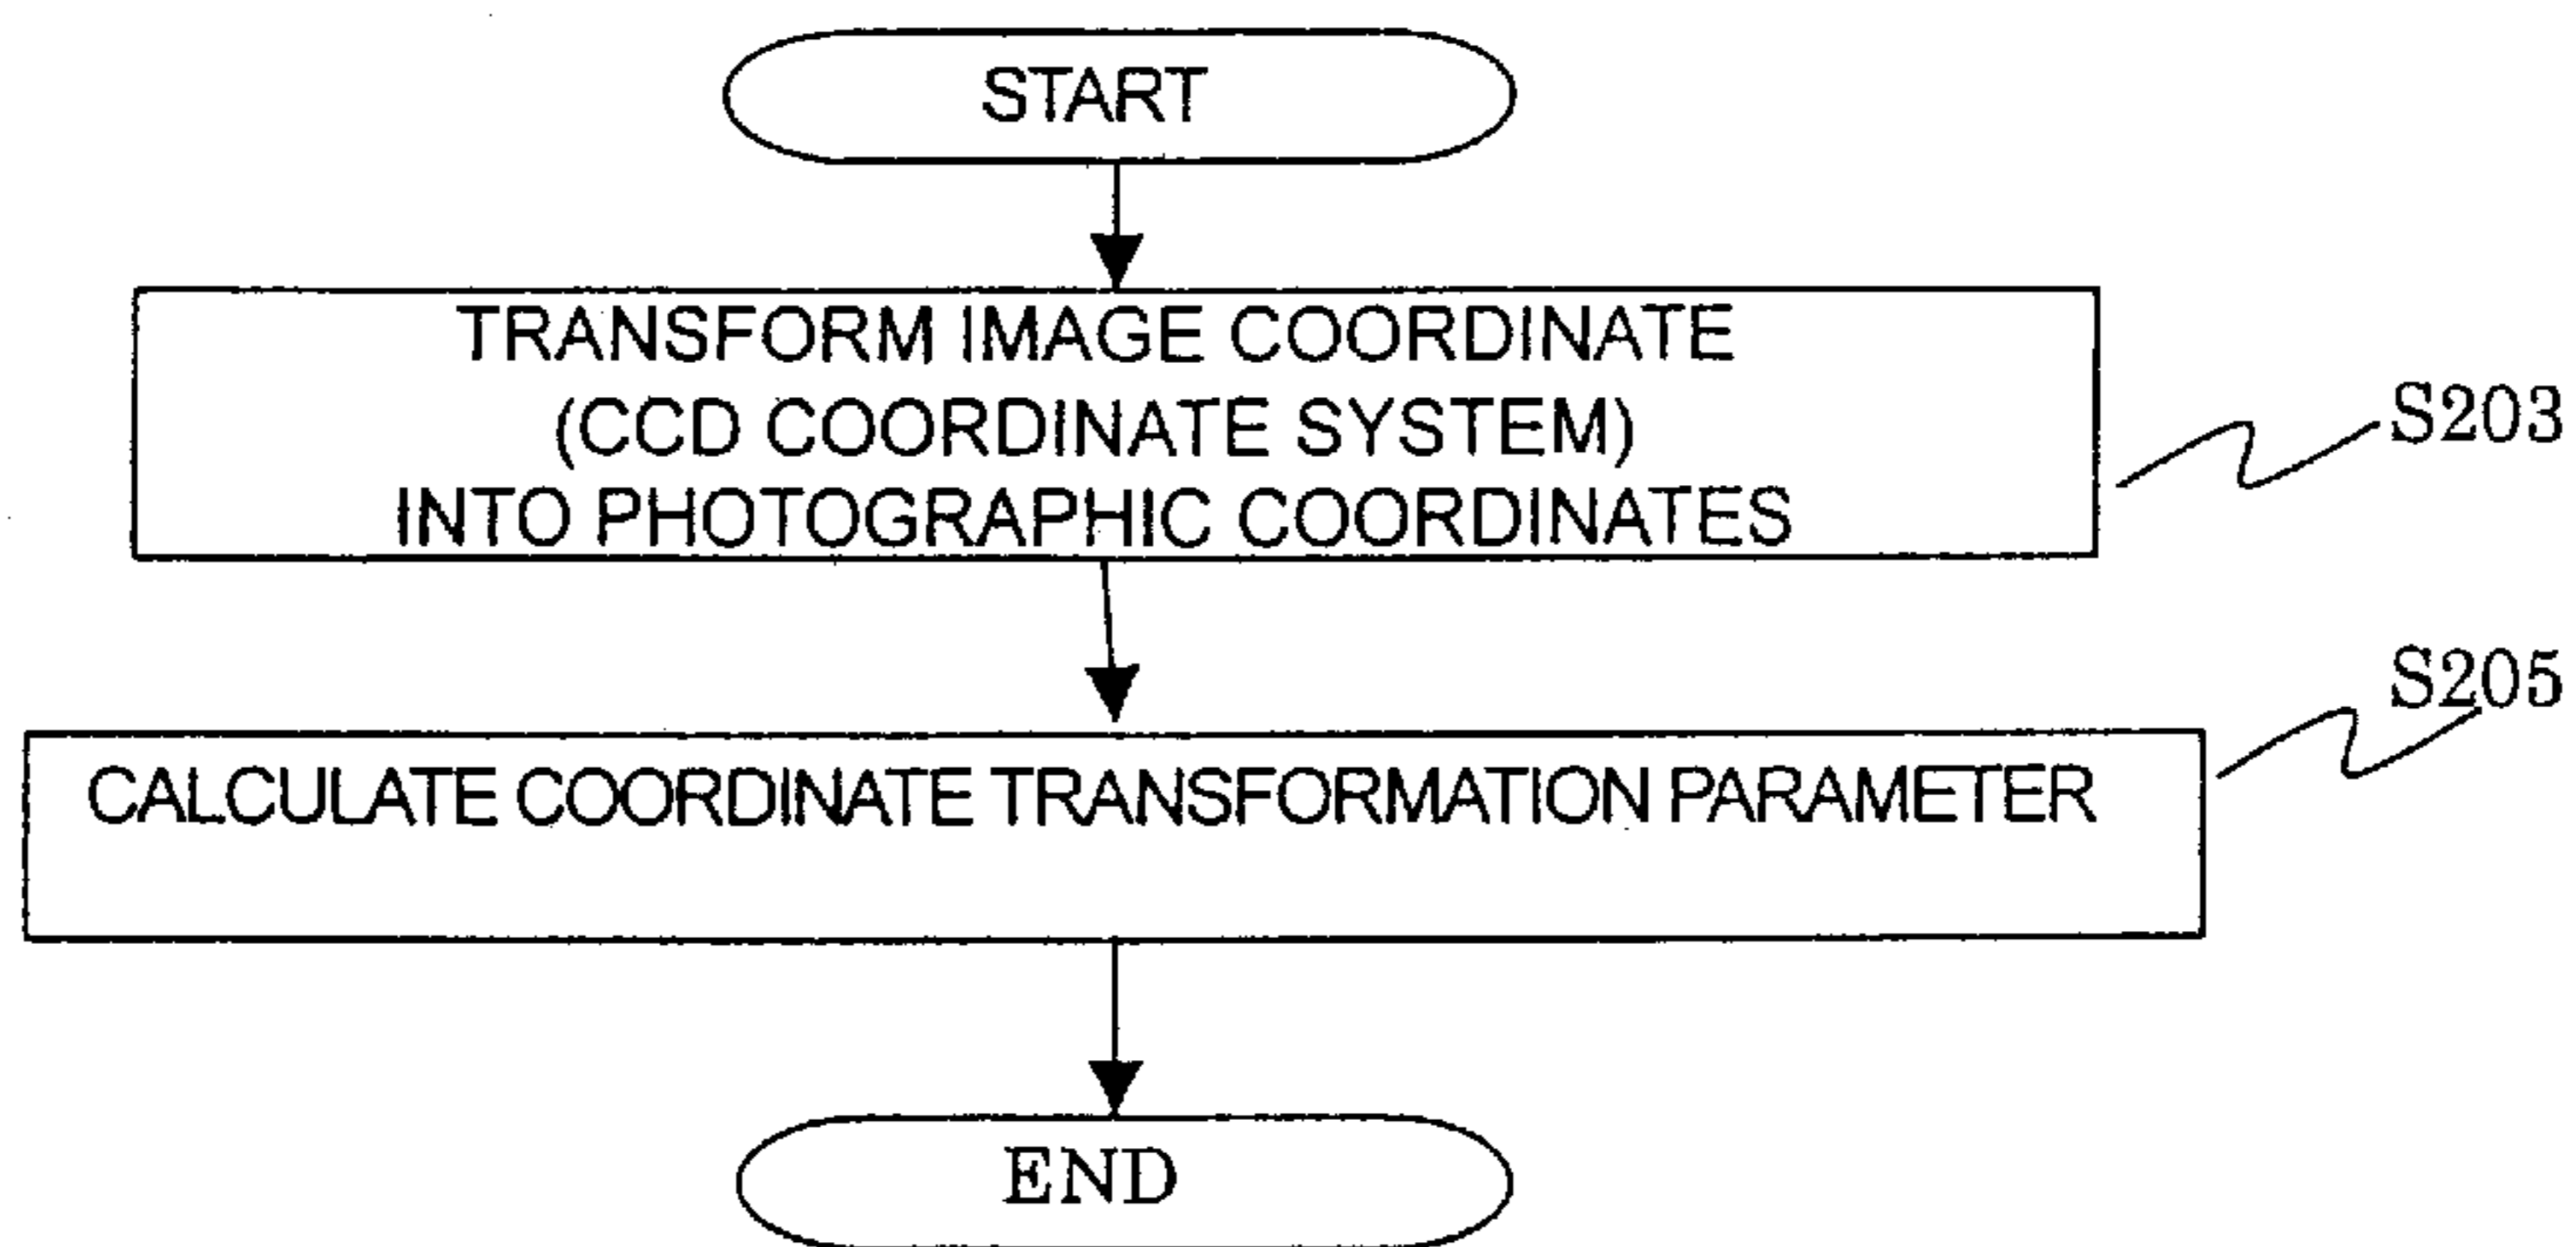 START
TRANSFORM IMAGE COORDINATE
(CCD COORDINATE SYSTEM)
INTO PHOTOGRAPHIC COORDINATES
S203
S205
CALCULATE COORDINATE TRANSFORMATION PARAMETER
END